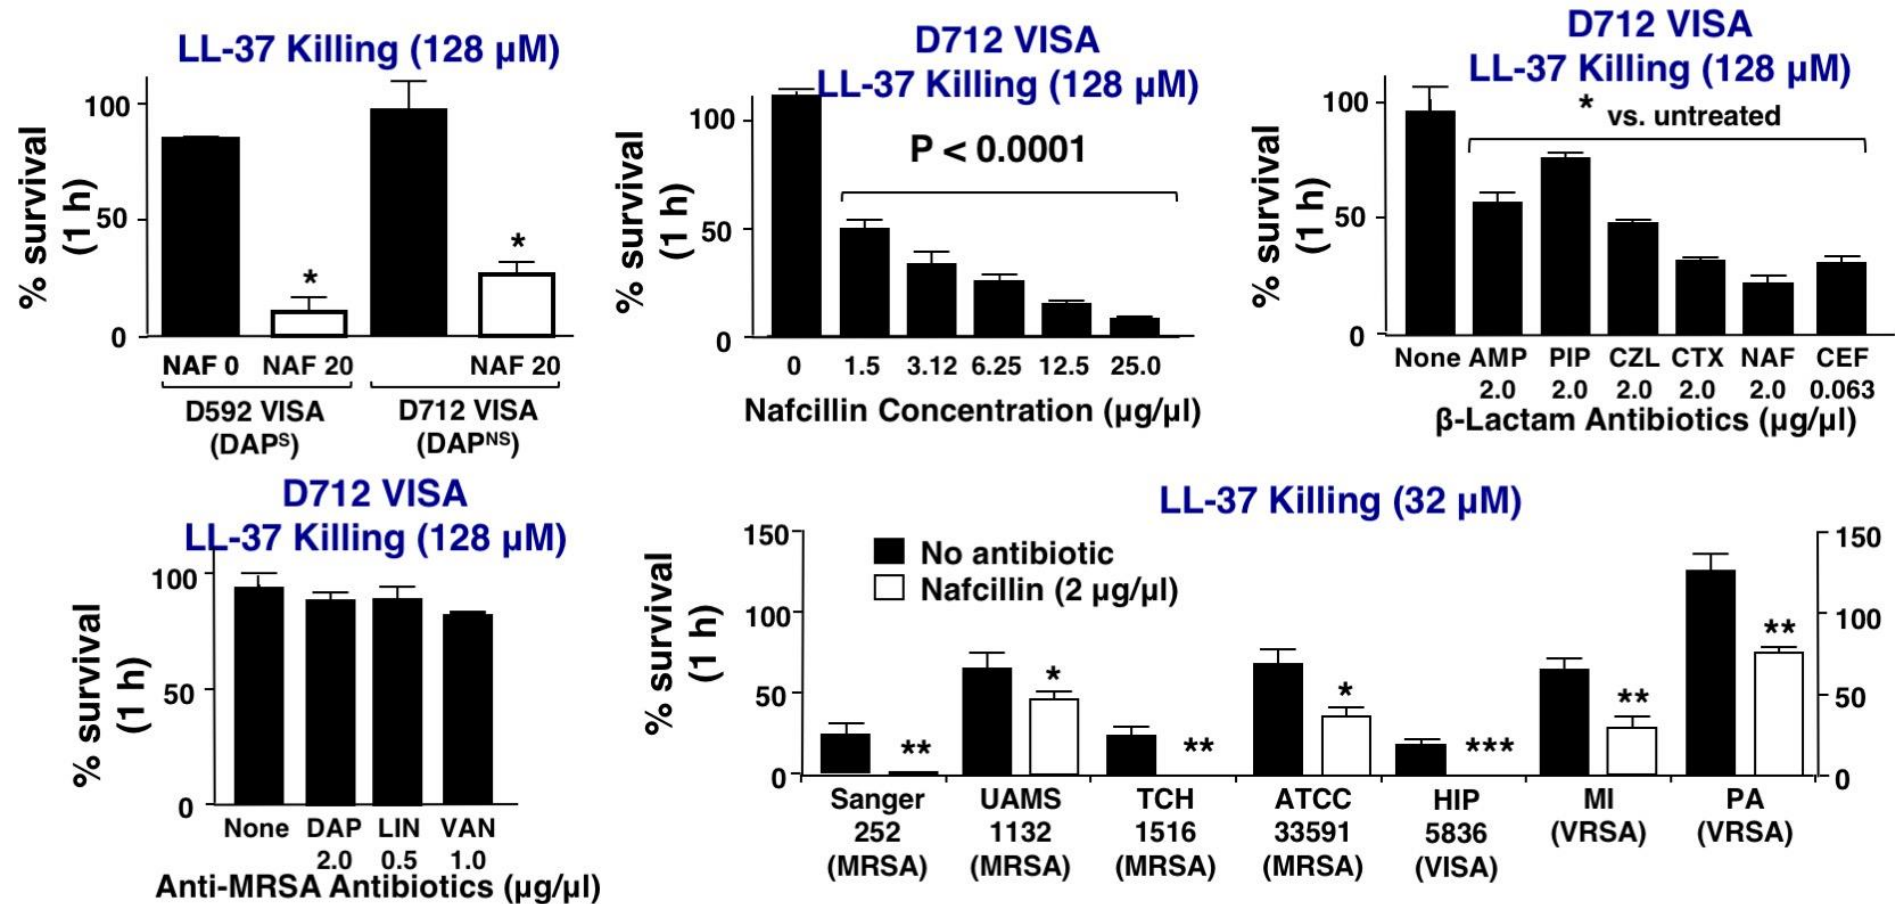 LL-37 Killing (128 µM)
% survival
(1 h)
100
50
0
*
*
NAF 0 NAF 20 NAF 20
D592 VISA D712 VISA
(DAPS) (DAPNS)
D712 VISA
LL-37 Killing (128 µM)
P < 0.0001
% survival
(1 h)
100
50
0
0 1.5 3.12 6.25 12.5 25.0
Nafcillin Concentration (µg/µl)
D712 VISA
LL-37 Killing (128 µM)
* vs. untreated
% survival
(1 h)
100
50
0
None AMP PIP CZL CTX NAF CEF
2.0 2.0 2.0 2.0 2.0 0.063
β-Lactam Antibiotics (µg/µl)
D712 VISA
LL-37 Killing (128 µM)
% survival
(1 h)
100
50
0
None DAP LIN VAN
2.0 0.5 1.0
Anti-MRSA Antibiotics (µg/µl)
LL-37 Killing (32 µM)
No antibiotic
Nafcillin (2 µg/µl)
% survival
(1 h)
150
100
50
0
** * ** * *** ** **
150
100
50
0
Sanger UAMS TCH ATCC HIP MI PA
252 1132 1516 33591 5836 (VRSA) (VRSA)
(MRSA) (MRSA) (MRSA) (MRSA) (VISA)